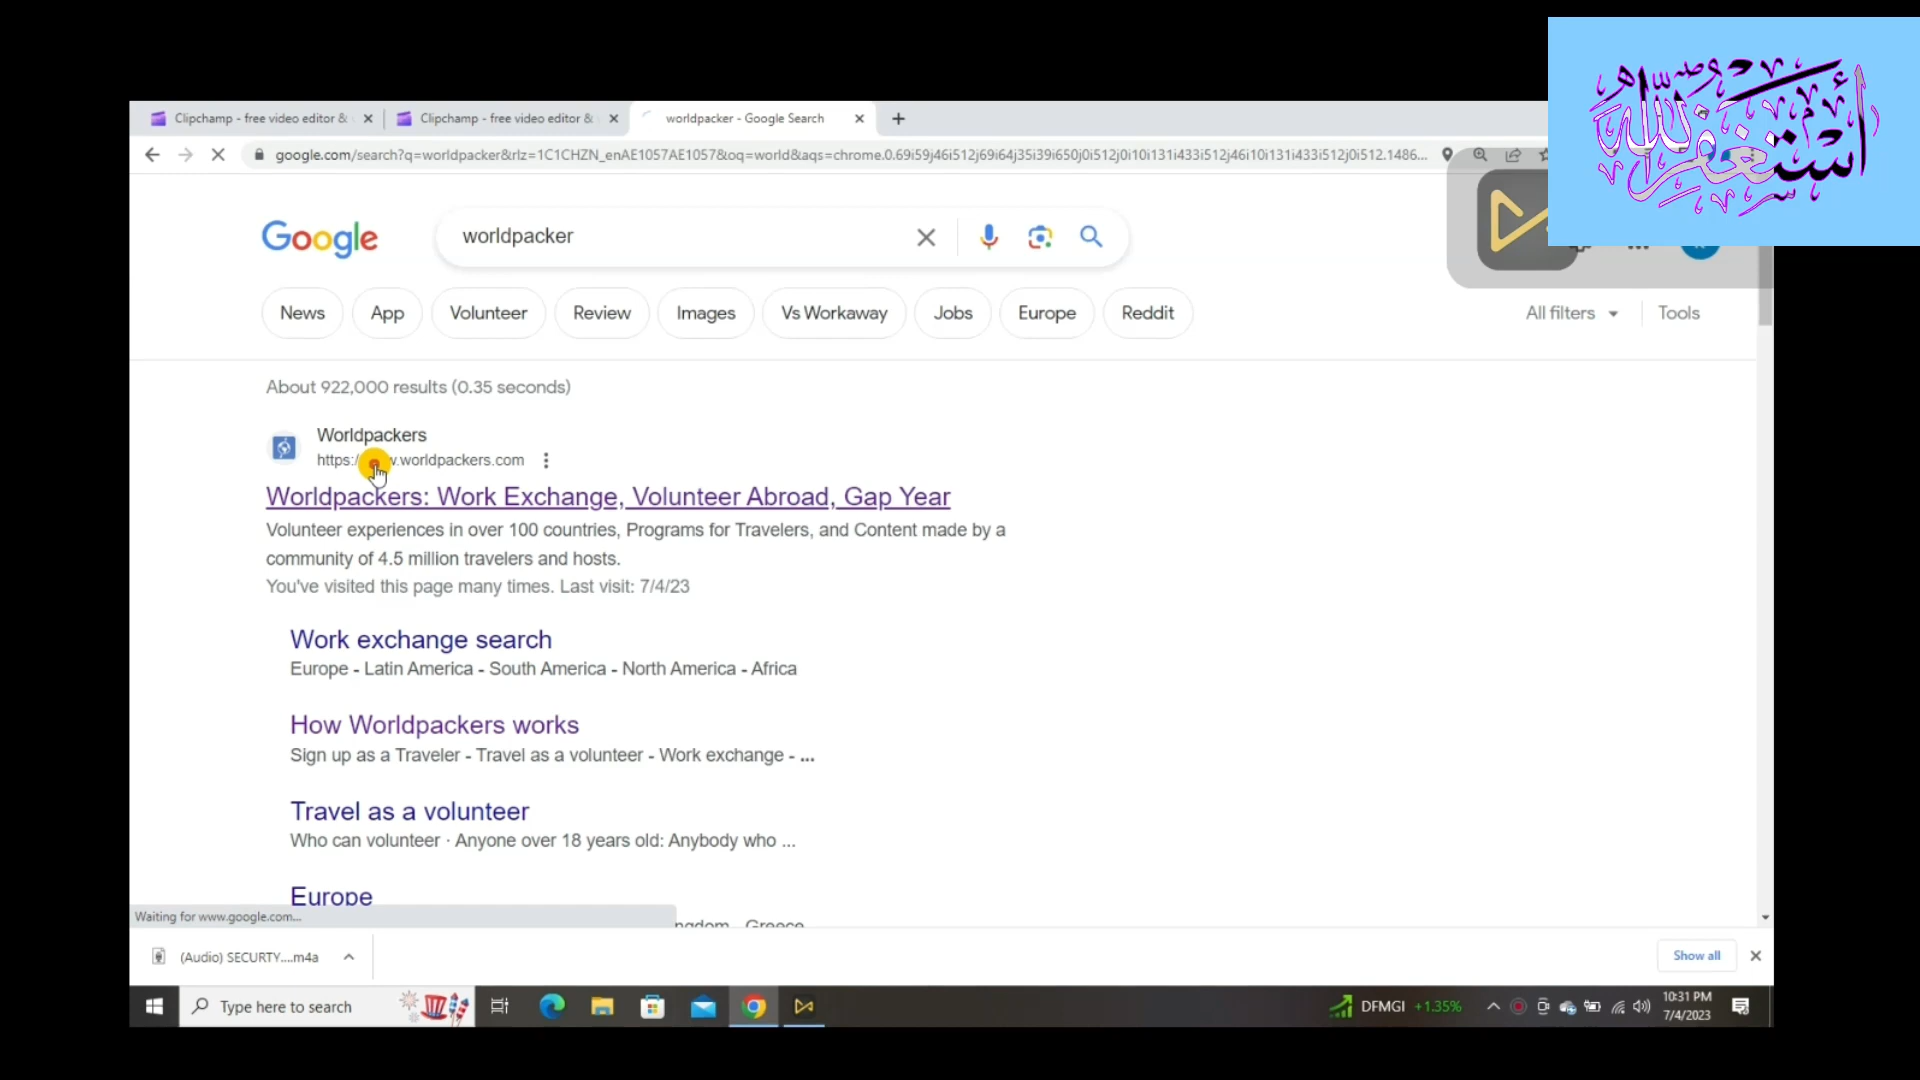 أستغفر الله
Clipchamp - free video editor &
Clipchamp - free video editor &
worldpacker - Google Search
google.com/search?q=worldpacker&rlz=1C1CHZN_enAE1057AE1057&oq=world&aqs=chrome.0.69i59j46i512j69i64j35i39i650j0i512j0i10i131i433i512j46i10i131i433i512j0i512.1486...
Google
worldpacker
News
App
Volunteer
Review
Images
Vs Workaway
Jobs
Europe
Reddit
All filters
Tools
About 922,000 results (0.35 seconds)
Worldpackers
https:/ .worldpackers.com
Worldpackers: Work Exchange, Volunteer Abroad, Gap Year
Volunteer experiences in over 100 countries, Programs for Travelers, and Content made by a
community of 4.5 million travelers and hosts.
You've visited this page many times. Last visit: 7/4/23
Work exchange search
Europe - Latin America - South America - North America - Africa
How Worldpackers works
Sign up as a Traveler - Travel as a volunteer - Work exchange - ...
Travel as a volunteer
Who can volunteer · Anyone over 18 years old: Anybody who ...
Europe
Greece
Waiting for www.google.com...
(Audio) SECURTY....m4a
Show all
Type here to search
DFMGI +1.35%
10:31 PM
7/4/2023